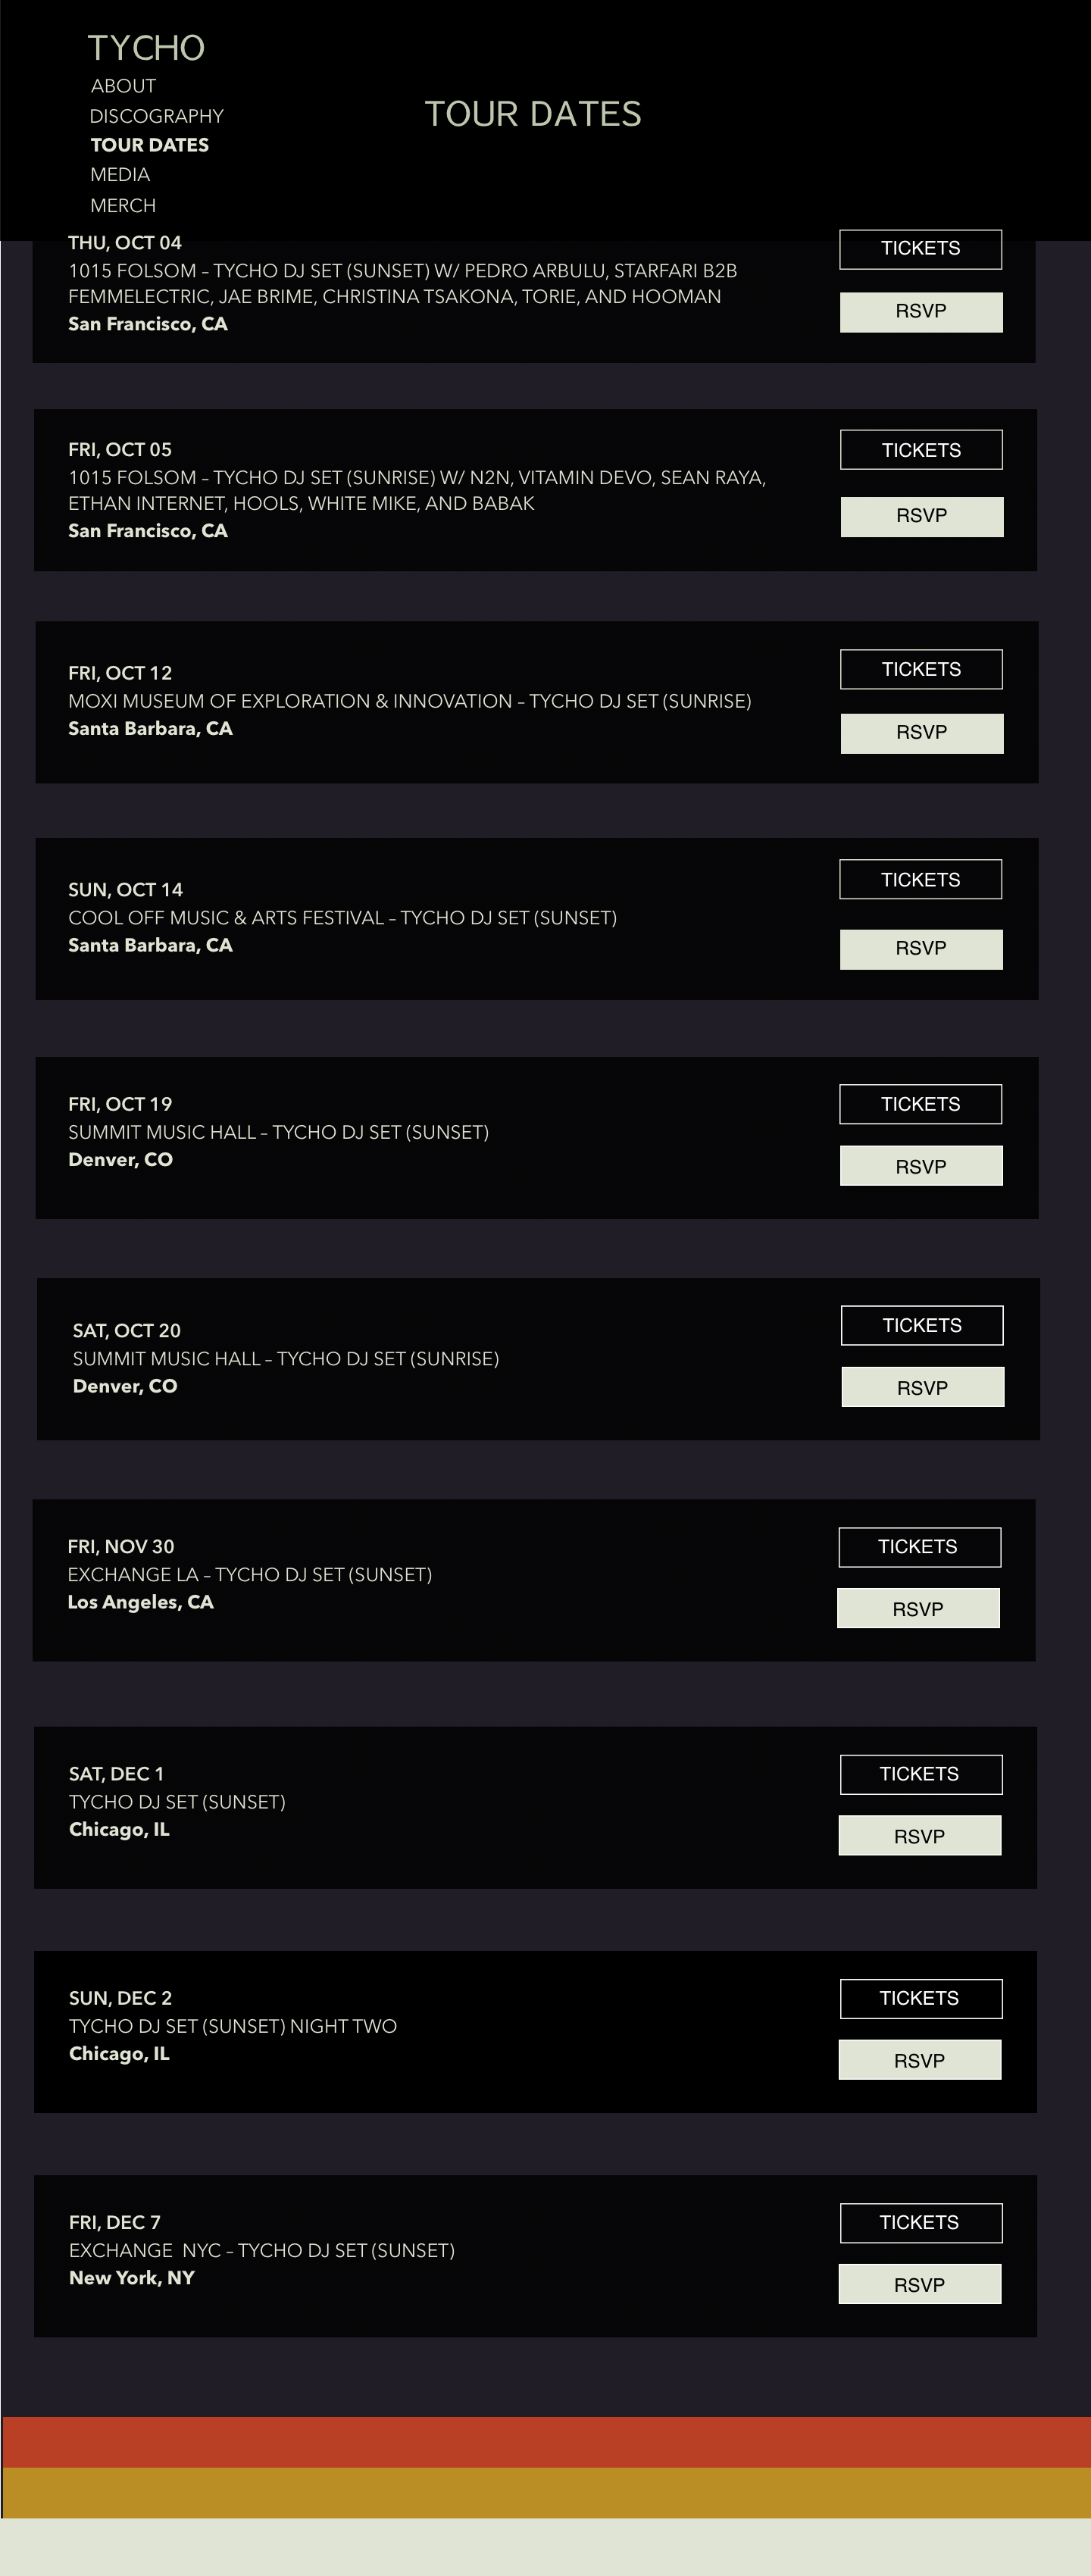 TYCHO
ABOUT
DISCOGRAPHY
TOUR DATES
MEDIA
MERCH
TOUR DATES
THU, OCT 04
1015 FOLSOM – TYCHO DJ SET (SUNSET) W/ PEDRO ARBULU, STARFARI B2B
FEMMELECTRIC, JAE BRIME, CHRISTINA TSAKONA, TORIE, AND HOOMAN
San Francisco, CA
TICKETS
RSVP
FRI, OCT 05
1015 FOLSOM – TYCHO DJ SET (SUNRISE) W/ N2N, VITAMIN DEVO, SEAN RAYA,
ETHAN INTERNET, HOOLS, WHITE MIKE, AND BABAK
San Francisco, CA
TICKETS
RSVP
FRI, OCT 12
MOXI MUSEUM OF EXPLORATION & INNOVATION – TYCHO DJ SET (SUNRISE)
Santa Barbara, CA
TICKETS
RSVP
SUN, OCT 14
COOL OFF MUSIC & ARTS FESTIVAL – TYCHO DJ SET (SUNSET)
Santa Barbara, CA
TICKETS
RSVP
FRI, OCT 19
SUMMIT MUSIC HALL – TYCHO DJ SET (SUNSET)
Denver, CO
TICKETS
RSVP
SAT, OCT 20
SUMMIT MUSIC HALL – TYCHO DJ SET (SUNRISE)
Denver, CO
TICKETS
RSVP
FRI, NOV 30
EXCHANGE LA – TYCHO DJ SET (SUNSET)
Los Angeles, CA
TICKETS
RSVP
SAT, DEC 1
TYCHO DJ SET (SUNSET)
Chicago, IL
TICKETS
RSVP
SUN, DEC 2
TYCHO DJ SET (SUNSET) NIGHT TWO
Chicago, IL
TICKETS
RSVP
FRI, DEC 7
EXCHANGE  NYC – TYCHO DJ SET (SUNSET)
New York, NY
TICKETS
RSVP